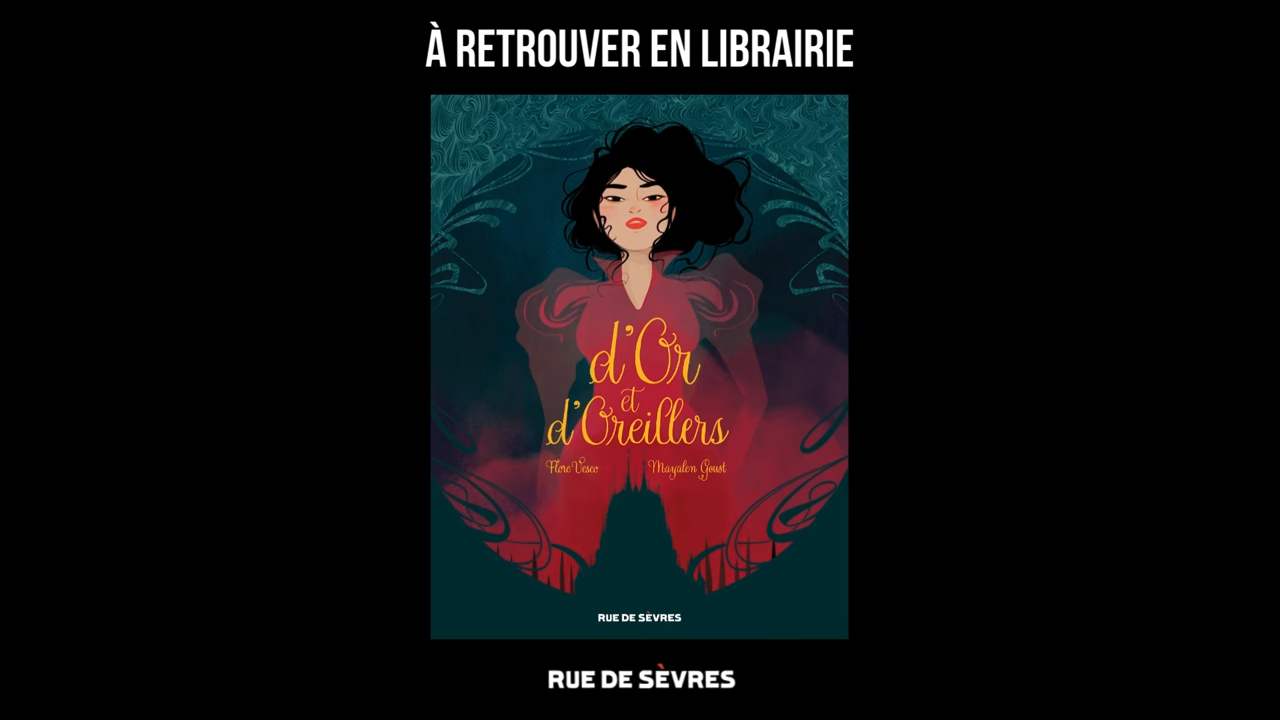 À RETROUVER EN LIBRAIRIE
d'Or
et
d'Oreillers
Flore Vesco Mayalen Goust
RUE DE SÈVRES
RUE DE SÈVRES